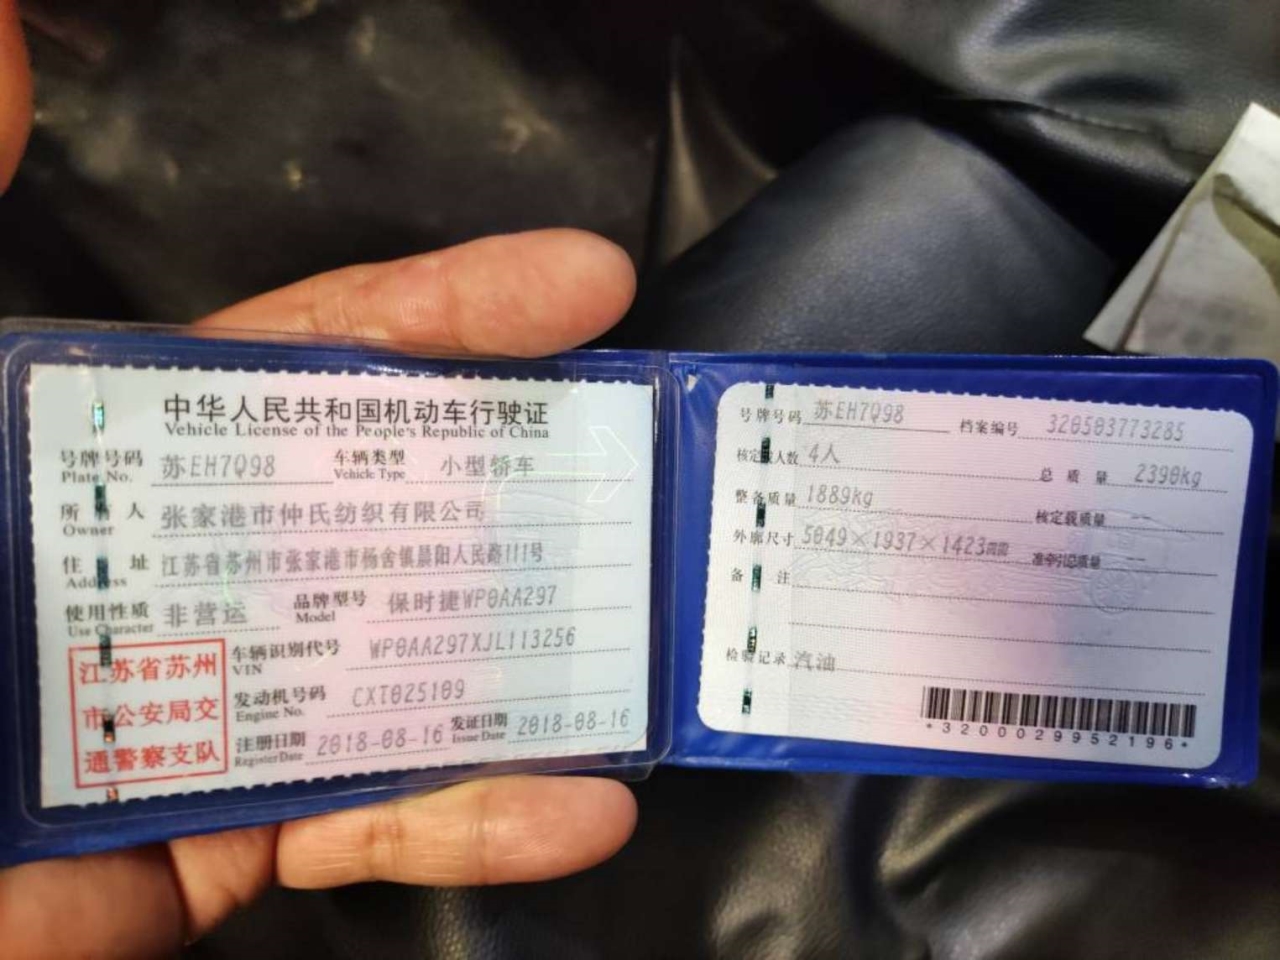 中华人民共和国机动车行驶证
Vehicle License of the People's Republic of China
号牌号码 苏EH7Q98 车辆类型 小型轿车
Plate No. Vehicle Type
所有人 张家港市仲氏纺织有限公司
Owner
住址 江苏省苏州市张家港市杨舍镇晨阳人民路111号
Address
使用性质 非营运 品牌型号 保时捷WP0AA297
Use Character Model
车辆识别代号 WP0AA297XJL113256
VIN
发动机号码 CXT025109
Engine No.
注册日期 2018-08-16 发证日期 2018-08-16
Register Date Issue Date
江苏省苏州
市公安局交
通警察支队
号牌号码 苏EH7Q98 档案编号 320503773285
核定载人数 4人 总质量 2390kg
整备质量 1889kg 核定载质量 --
外廓尺寸 5049×1937×1423mm 准牵引总质量 --
备注
检验记录 汽油
*3200029952196*